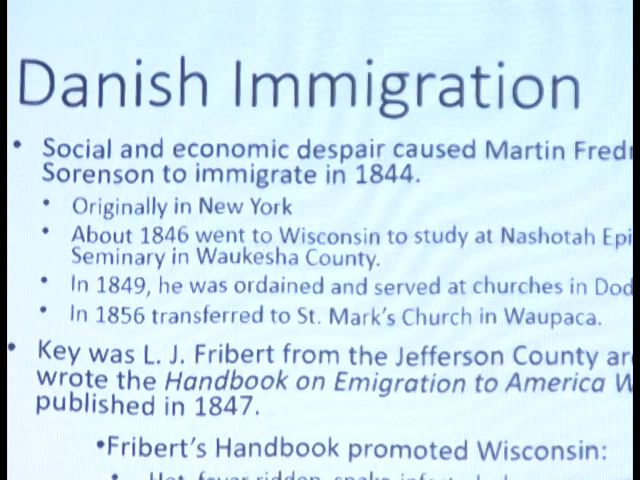 Danish Immigration
• Social and economic despair caused Martin Fredr
Sorenson to immigrate in 1844.
• Originally in New York
• About 1846 went to Wisconsin to study at Nashotah Epi
Seminary in Waukesha County.
• In 1849, he was ordained and served at churches in Dod
• In 1856 transferred to St. Mark's Church in Waupaca.
• Key was L. J. Fribert from the Jefferson County are
wrote the Handbook on Emigration to America W
published in 1847.
•Fribert's Handbook promoted Wisconsin: